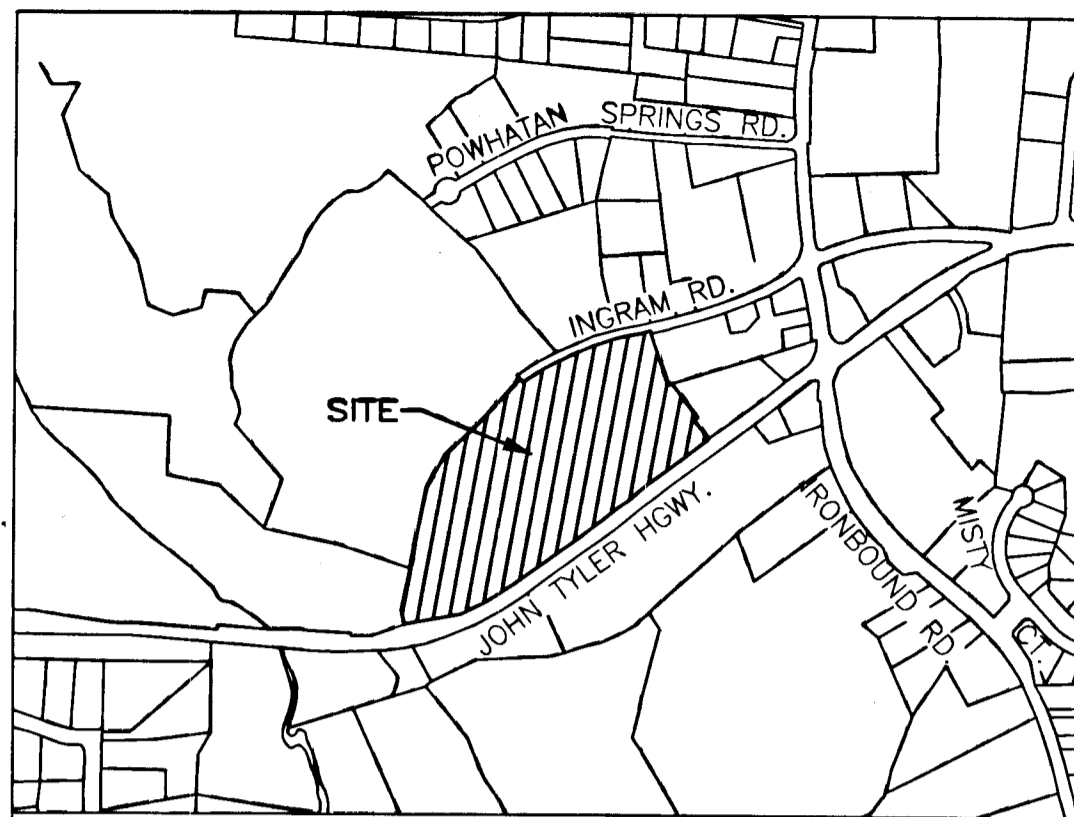 POWHATAN SPRINGS RD.
INGRAM RD.
SITE
JOHN TYLER HGWY.
IRONBOUND RD.
MISTY CT.